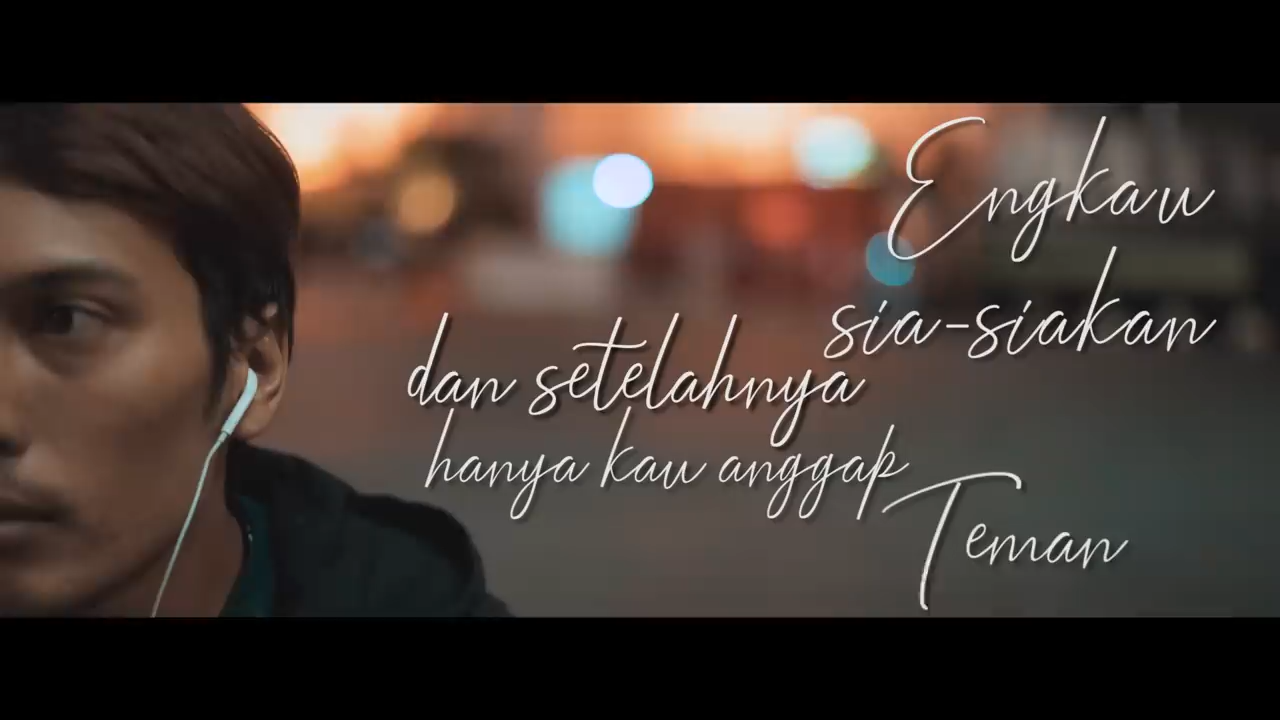 Engkau
sia-siakan
dan setelahnya
hanya kau anggap
Teman